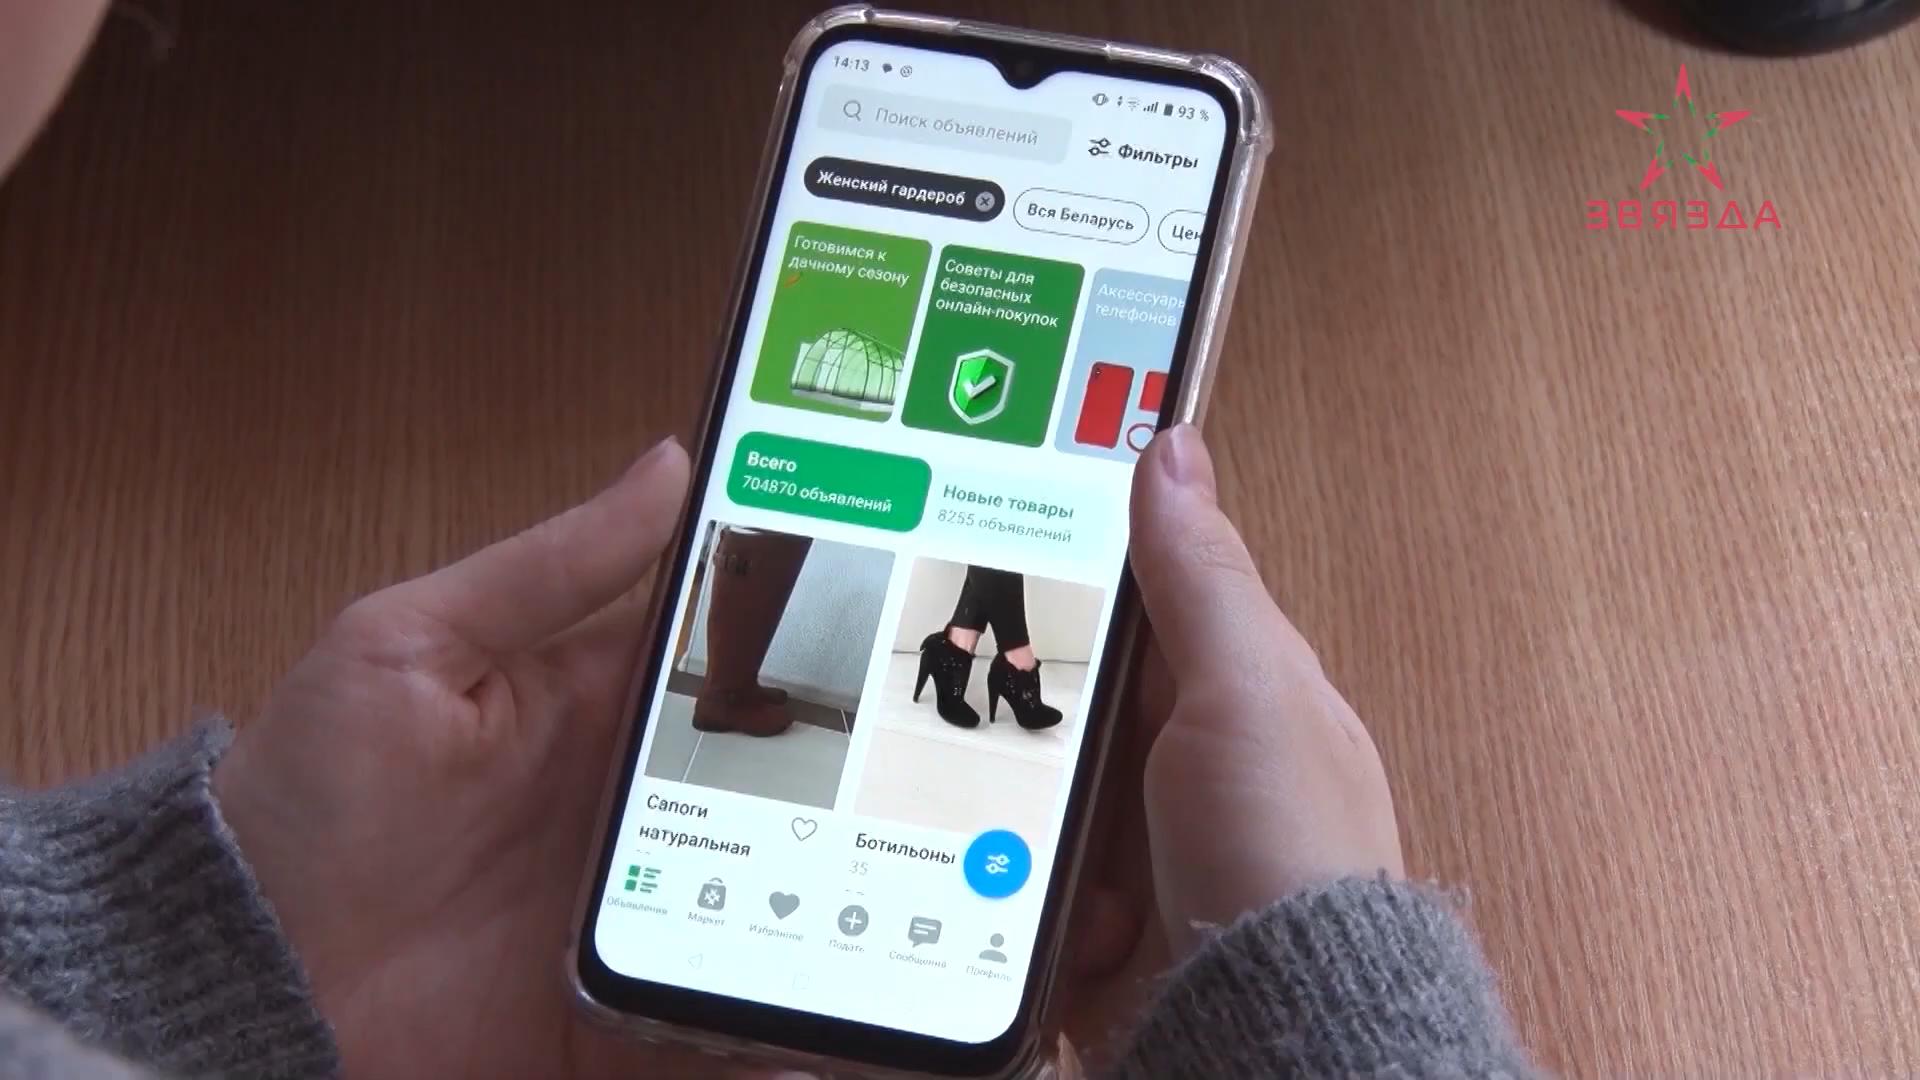 14:13
93 %
Поиск объявлений
Фильтры
Женский гардероб
Вся Беларусь
Цен
Готовимся к
дачному сезону
Советы для
безопасных
онлайн-покупок
Аксессуары
телефонов
Всего
704870 объявлений
Новые товары
8255 объявлений
Сапоги
натуральная
Ботильоны
35
Объявления
Маркет
Избранное
Подать
Сообщения
Профиль
ЗВЯЗДА